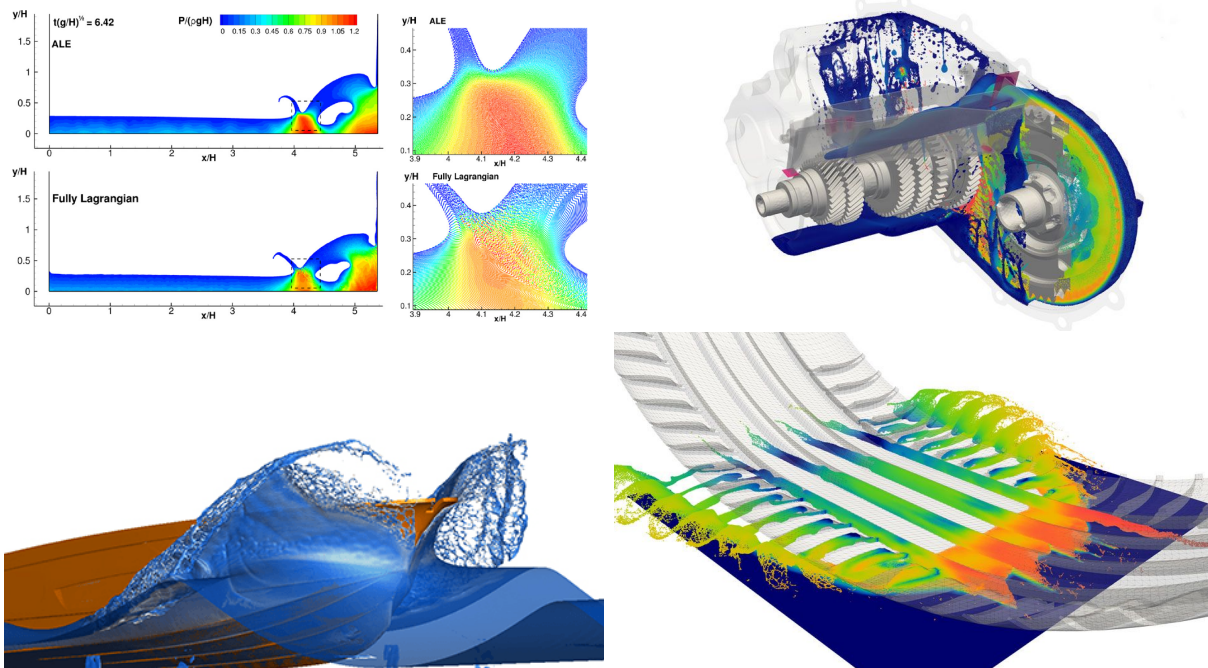 y/H
t(g/H)^½ = 6.42
P/(ρgH)
0 0.15 0.3 0.45 0.6 0.75 0.9 1.05 1.2
ALE
1.5
1
0.5
0
0 1 2 3 4 5
x/H
y/H
ALE
0.4
0.3
0.2
0.1
3.9 4 4.1 4.2 4.3 4.4
x/H
y/H
Fully Lagrangian
1.5
1
0.5
0
0 1 2 3 4 5
x/H
y/H
Fully Lagrangian
0.4
0.3
0.2
0.1
3.9 4 4.1 4.2 4.3 4.4
x/H